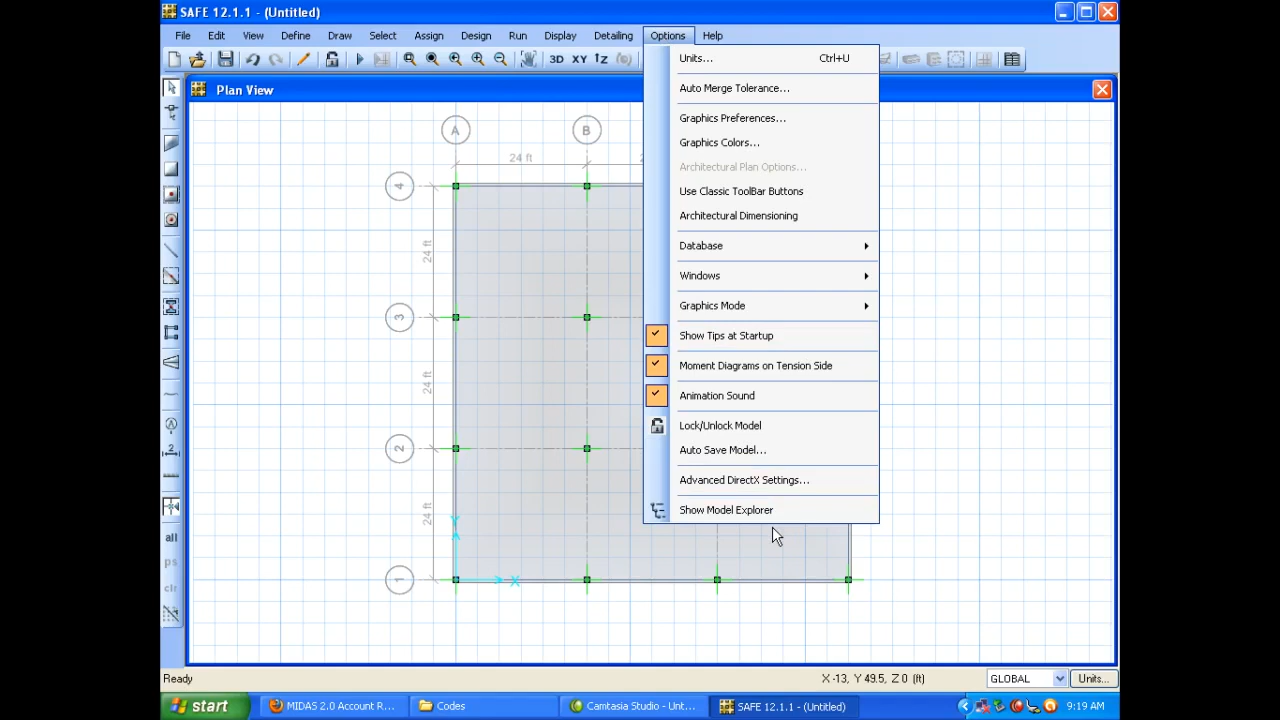 SAFE 12.1.1 - (Untitled)
File Edit View Define Draw Select Assign Design Run Display Detailing Options Help
3D XY
Plan View
Units... Ctrl+U
Auto Merge Tolerance...
Graphics Preferences...
Graphics Colors...
Architectural Plan Options...
Use Classic ToolBar Buttons
Architectural Dimensioning
Database
Windows
Graphics Mode
Show Tips at Startup
Moment Diagrams on Tension Side
Animation Sound
Lock/Unlock Model
Auto Save Model...
Advanced DirectX Settings...
Show Model Explorer
A B
24 ft
4
24 ft
3
24 ft
2
24 ft
1
Y
X
all
ps
clr
Ready X -13, Y 49.5, Z 0 (ft) GLOBAL Units...
start MIDAS 2.0 Account R... Codes Camtasia Studio - Unt... SAFE 12.1.1 - (Untitled) 9:19 AM